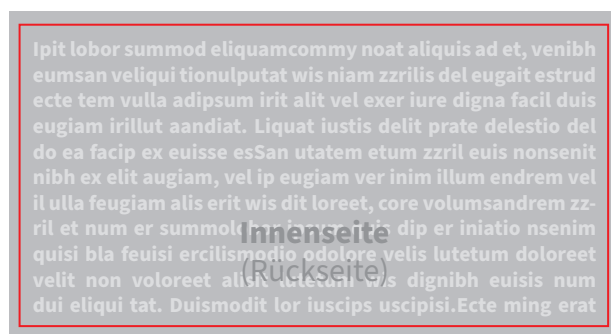 Ipit lobor summod eliquamcommy noat aliquis ad et, venibh
eumsan veliqui tionulputat wis niam zzrilis del eugait estrud
ecte tem vulla adipsum irit alit vel exer iure digna facil duis
eugiam irillut aandiat. Liquat iustis delit prate delestio del
do ea facip ex euisse esSan utatem etum zzril euis nonsenit
nibh ex elit augiam, vel ip eugiam ver inim illum endrem vel
il ulla feugiam alis erit wis dit loreet, core volumsandrem zz-
ril et num er summol dip er iniatio nsenim
Innenseite
quisi bla feuisi ercilismodio odolore velis lutetum doloreet
(Rückseite)
velit non voloreet dignibh euisis num
dui eliqui tat. Duismodit lor iuscips uscipisi.Ecte ming erat